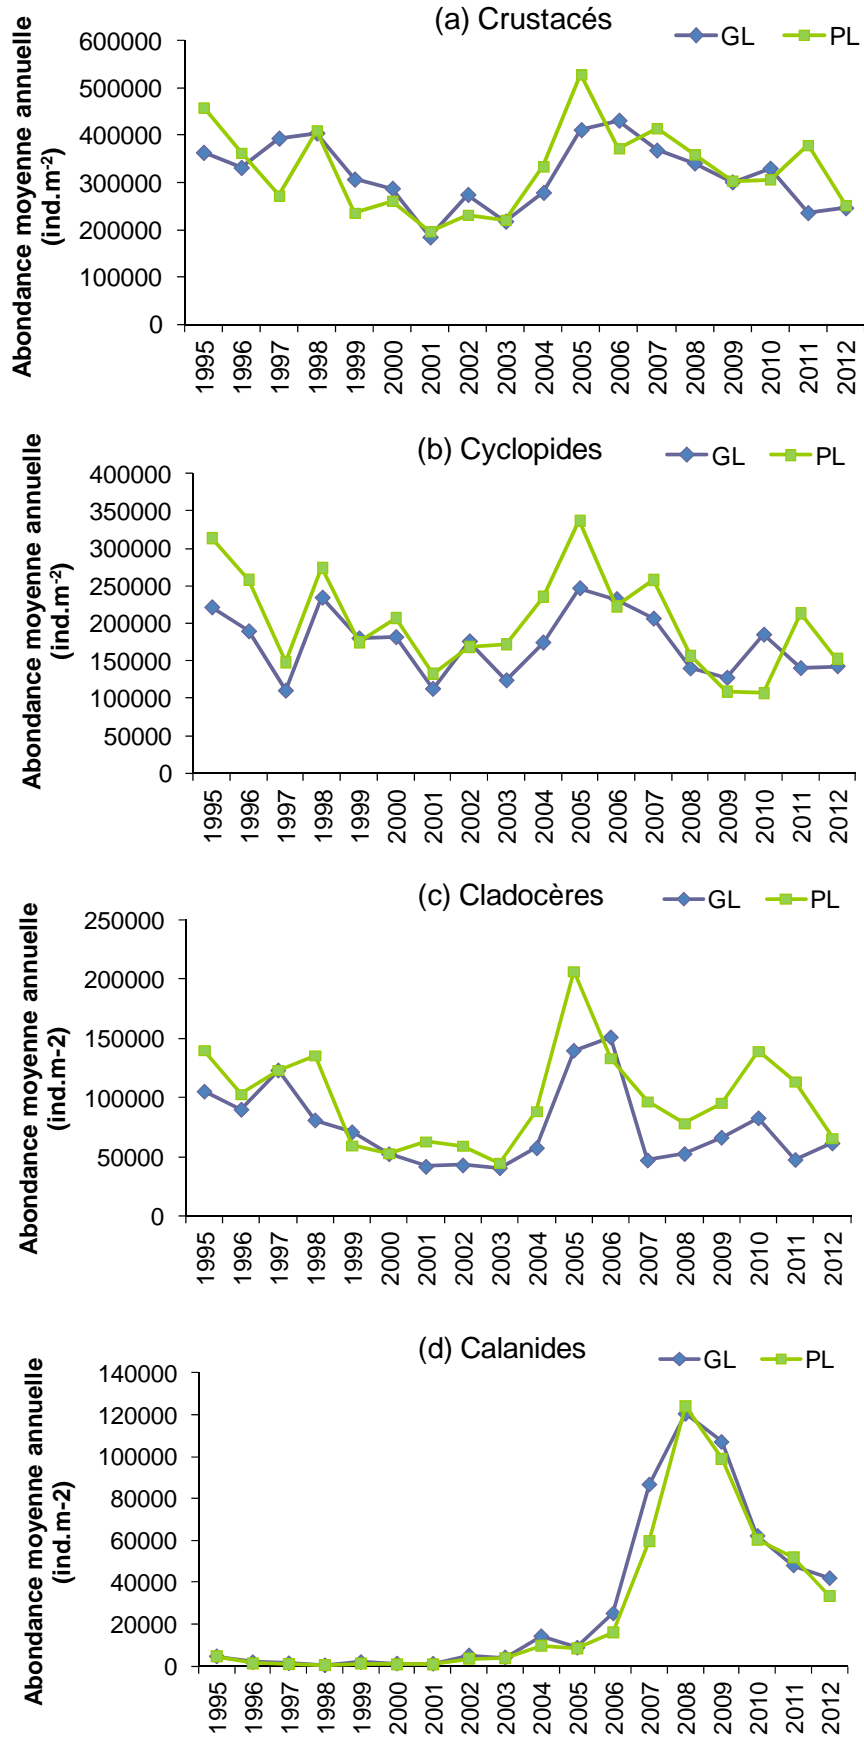 (a) Crustacés
GL PL
Abondance moyenne annuelle
(ind.m-2)
600000
500000
400000
300000
200000
100000
0
1995 1996 1997 1998 1999 2000 2001 2002 2003 2004 2005 2006 2007 2008 2009 2010 2011 2012
(b) Cyclopides
GL PL
Abondance moyenne annuelle
(ind.m-2)
400000
350000
300000
250000
200000
150000
100000
50000
0
1995 1996 1997 1998 1999 2000 2001 2002 2003 2004 2005 2006 2007 2008 2009 2010 2011 2012
(c) Cladocères
GL PL
Abondance moyenne annuelle
(ind.m-2)
250000
200000
150000
100000
50000
0
1995 1996 1997 1998 1999 2000 2001 2002 2003 2004 2005 2006 2007 2008 2009 2010 2011 2012
(d) Calanides
GL PL
Abondance moyenne annuelle
(ind.m-2)
140000
120000
100000
80000
60000
40000
20000
0
1995 1996 1997 1998 1999 2000 2001 2002 2003 2004 2005 2006 2007 2008 2009 2010 2011 2012